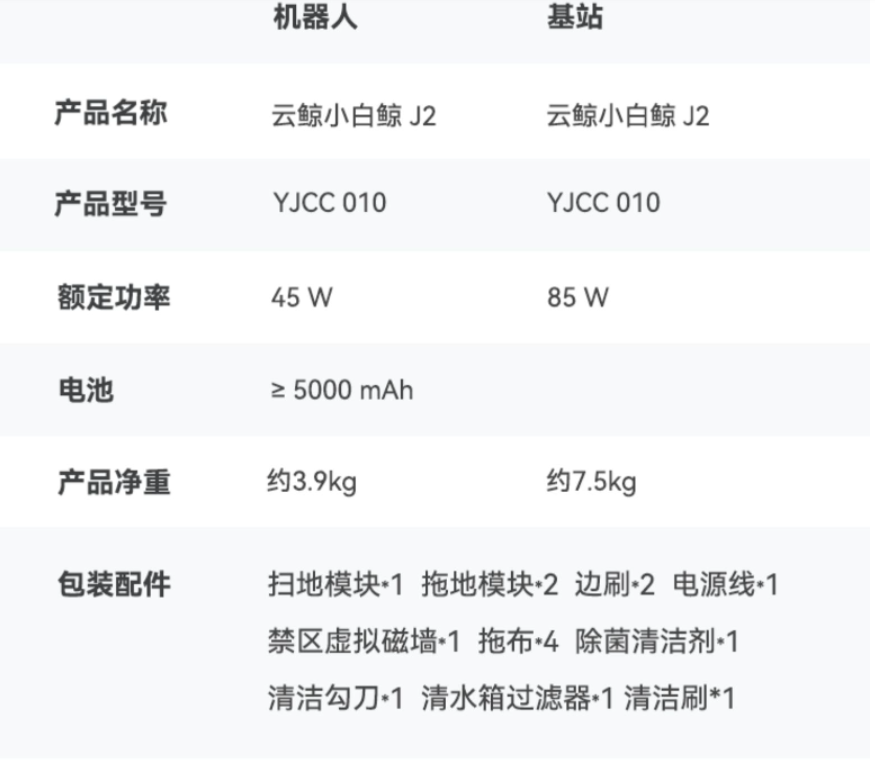 机器人 基站
产品名称 云鲸小白鲸 J2 云鲸小白鲸 J2
产品型号 YJCC 010 YJCC 010
额定功率 45 W 85 W
电池 ≥ 5000 mAh
产品净重 约3.9kg 约7.5kg
包装配件 扫地模块*1 拖地模块*2 边刷*2 电源线*1
禁区虚拟磁墙*1 拖布*4 除菌清洁剂*1
清洁勾刀*1 清水箱过滤器*1 清洁刷*1